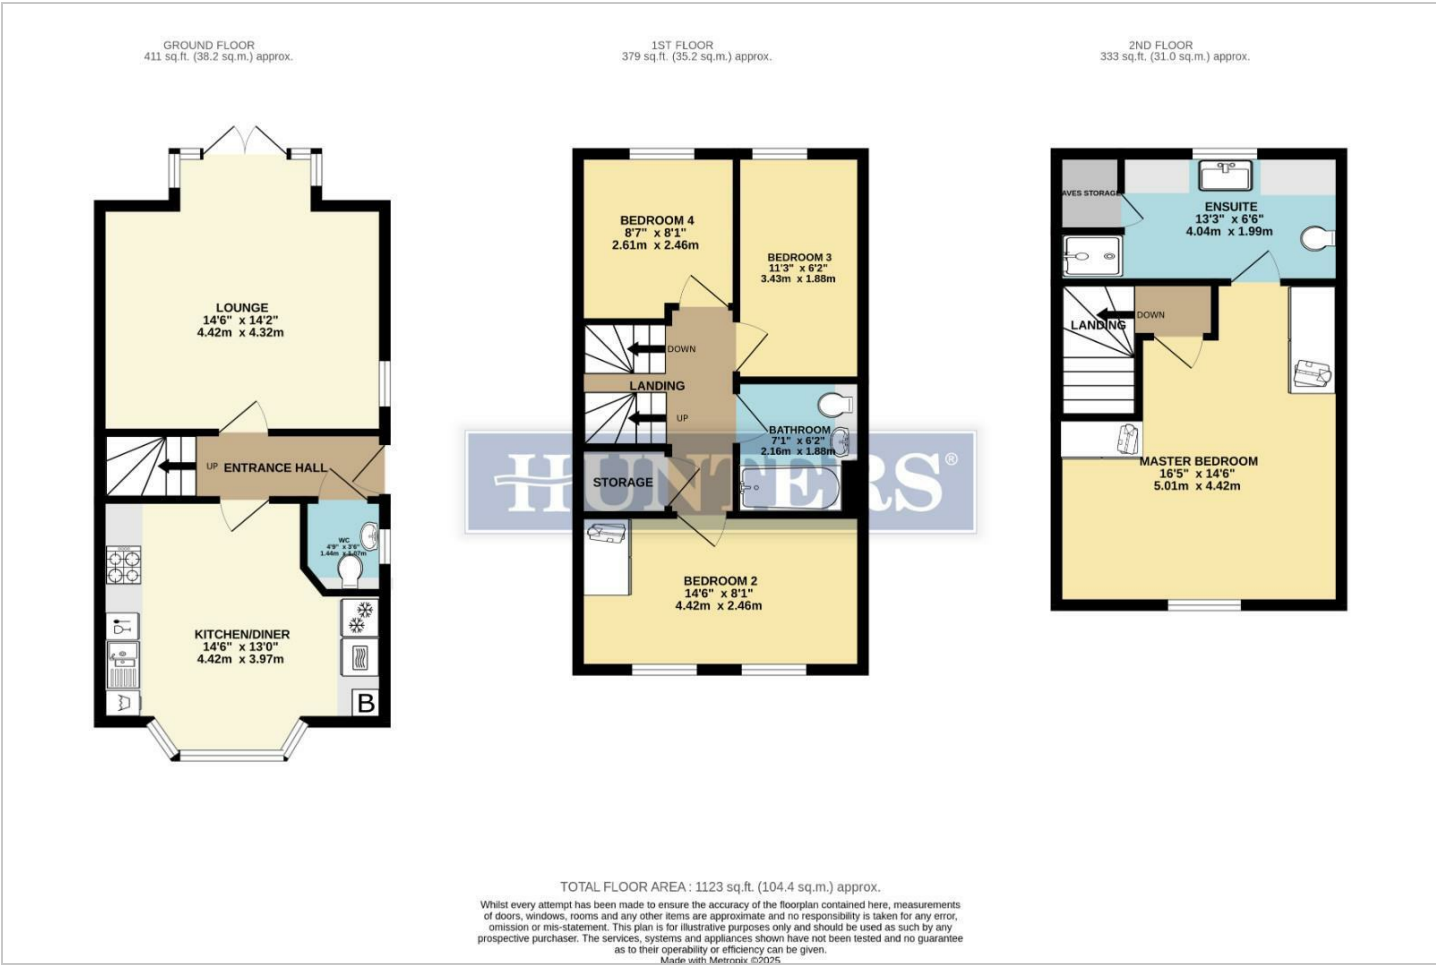 GROUND FLOOR
411 sq.ft. (38.2 sq.m.) approx.
LOUNGE
14'6" x 14'2"
4.42m x 4.32m
UP
ENTRANCE HALL
WC
4'9" x 3'6"
1.44m x 1.07m
KITCHEN/DINER
14'6" x 13'0"
4.42m x 3.97m
B
1ST FLOOR
379 sq.ft. (35.2 sq.m.) approx.
BEDROOM 4
8'7" x 8'1"
2.61m x 2.46m
BEDROOM 3
11'3" x 6'2"
3.43m x 1.88m
DOWN
LANDING
UP
BATHROOM
7'1" x 6'2"
2.16m x 1.88m
STORAGE
HUNTERS®
BEDROOM 2
14'6" x 8'1"
4.42m x 2.46m
2ND FLOOR
333 sq.ft. (31.0 sq.m.) approx.
AVES STORAGE
ENSUITE
13'3" x 6'6"
4.04m x 1.99m
DOWN
LANDING
MASTER BEDROOM
16'5" x 14'6"
5.01m x 4.42m
TOTAL FLOOR AREA : 1123 sq.ft. (104.4 sq.m.) approx.
Whilst every attempt has been made to ensure the accuracy of the floorplan contained here, measurements
of doors, windows, rooms and any other items are approximate and no responsibility is taken for any error,
omission or mis-statement. This plan is for illustrative purposes only and should be used as such by any
prospective purchaser. The services, systems and appliances shown have not been tested and no guarantee
as to their operability or efficiency can be given.
Made with Metropix ©2025